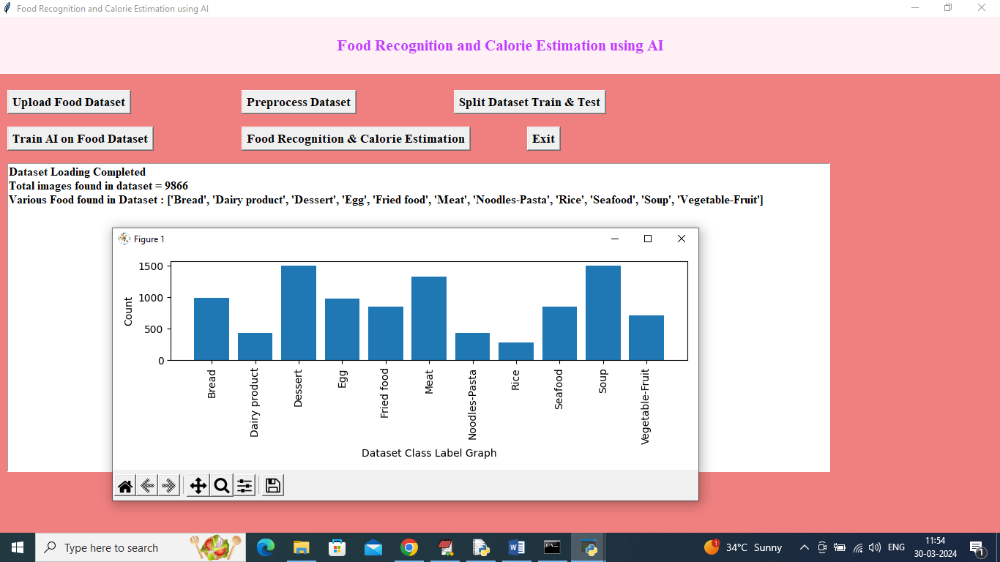 Food Recognition and Calorie Estimation using AI
Food Recognition and Calorie Estimation using AI
Upload Food Dataset
Preprocess Dataset
Split Dataset Train & Test
Train AI on Food Dataset
Food Recognition & Calorie Estimation
Exit
Dataset Loading Completed
Total images found in dataset = 9866
Various Food found in Dataset : ['Bread', 'Dairy product', 'Dessert', 'Egg', 'Fried food', 'Meat', 'Noodles-Pasta', 'Rice', 'Seafood', 'Soup', 'Vegetable-Fruit']
Figure 1
1500
1000
500
0
Count
Bread
Dairy product
Dessert
Egg
Fried food
Meat
Noodles-Pasta
Rice
Seafood
Soup
Vegetable-Fruit
Dataset Class Label Graph
Type here to search
1
34°C Sunny
ENG
11:54
30-03-2024
1